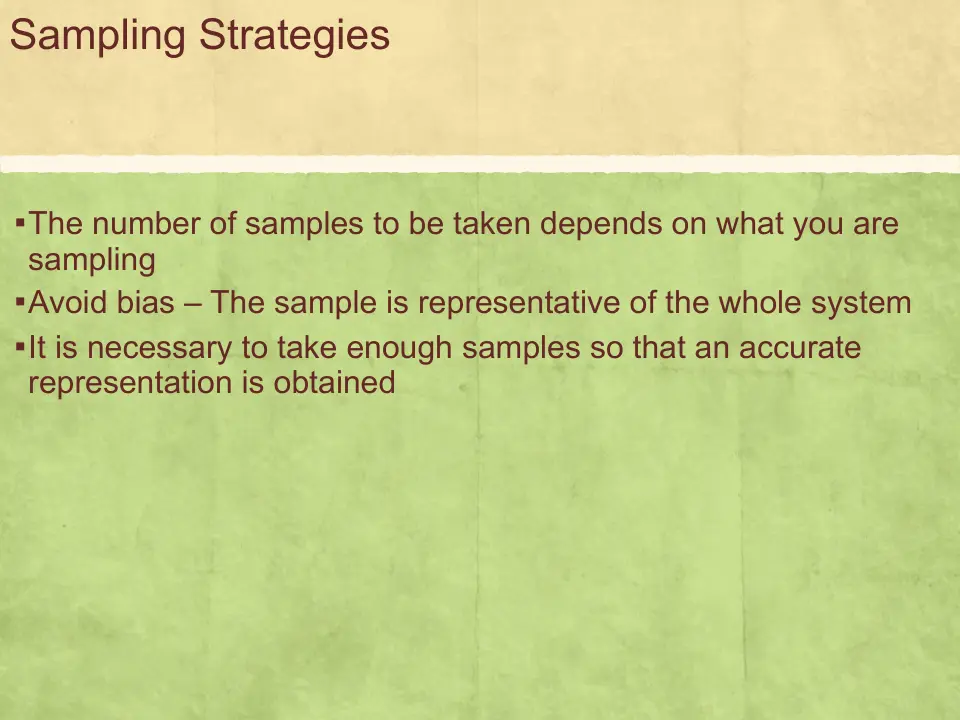 Sampling Strategies
▪The number of samples to be taken depends on what you are
sampling
▪Avoid bias – The sample is representative of the whole system
▪It is necessary to take enough samples so that an accurate
representation is obtained